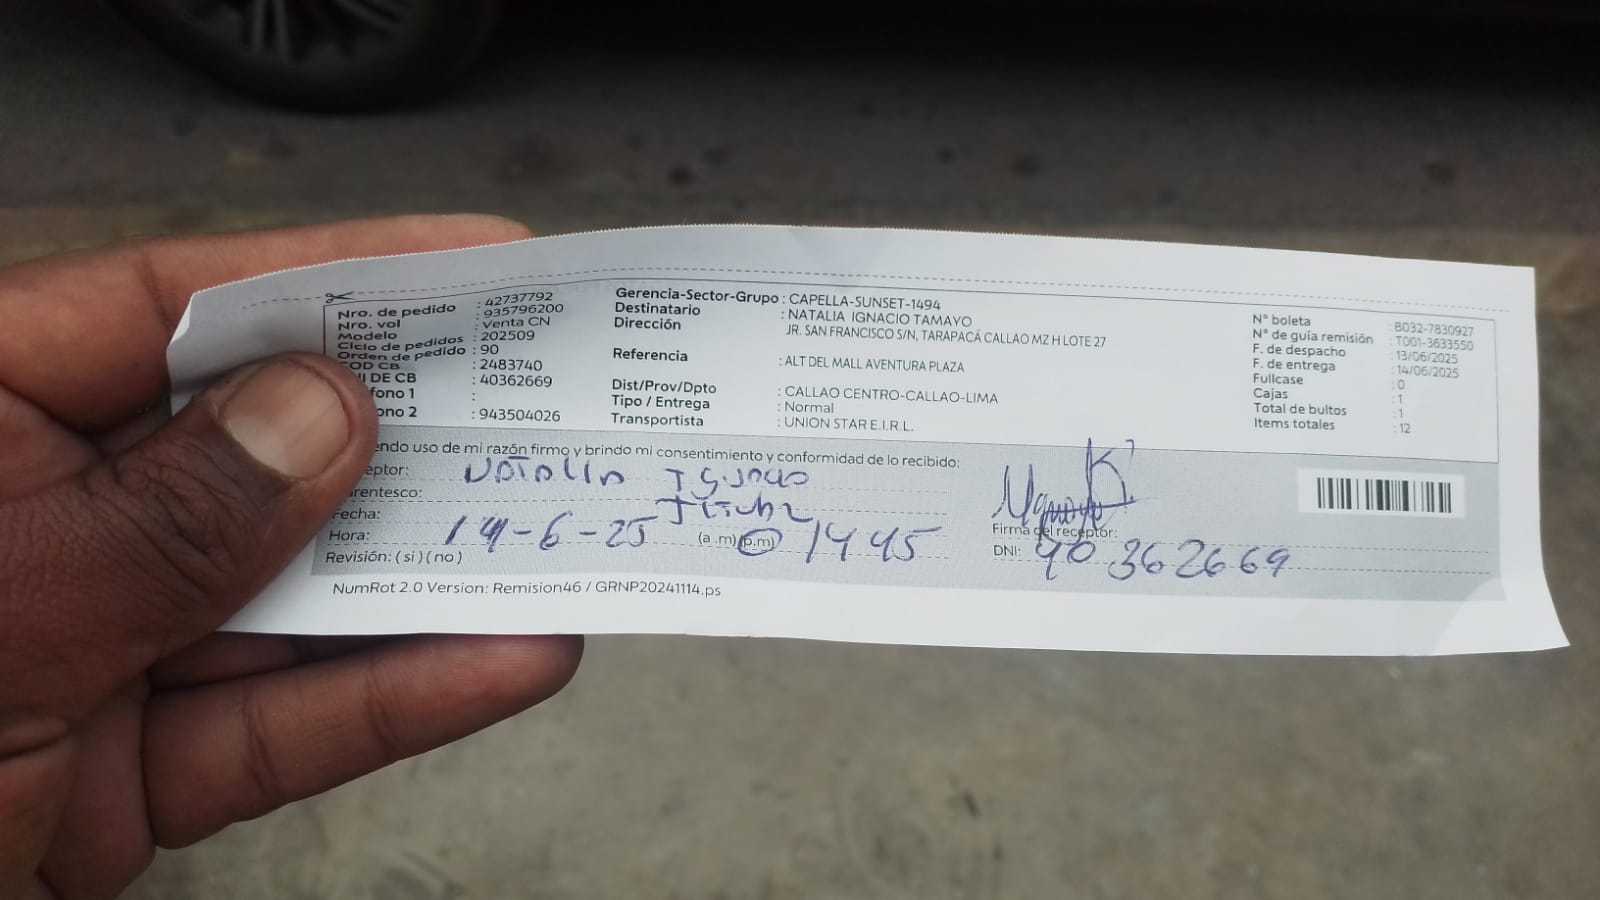 Nro. de pedido : 42737792
Nro. vol : 935796200
Modelo : Venta CN
Ciclo de pedidos : 202509
Orden de pedido : 90
COD CB : 2483740
NI DE CB : 40362669
fono 1 :
ono 2 : 943504026
Gerencia-Sector-Grupo : CAPELLA-SUNSET-1494
Destinatario : NATALIA IGNACIO TAMAYO
Dirección JR. SAN FRANCISCO S/N, TARAPACÁ CALLAO MZ H LOTE 27
Referencia : ALT DEL MALL AVENTURA PLAZA
Dist/Prov/Dpto : CALLAO CENTRO-CALLAO-LIMA
Tipo / Entrega : Normal
Transportista : UNION STAR E.I.R.L.
N° boleta : B032-7830927
N° de guía remisión : T001-3633550
F. de despacho : 13/06/2025
F. de entrega : 14/06/2025
Fullcase : 0
Cajas : 1
Total de bultos : 1
Items totales : 12
endo uso de mi razón firmo y brindo mi consentimiento y conformidad de lo recibido:
eptor:
arentesco:
Fecha: 14-6-25
Hora: (a .m)(p.m) 1445
Revisión: ( si ) ( no )
Firma del receptor:
DNI: 40362669
NumRot 2.0 Version: Remision46 / GRNP20241114.ps